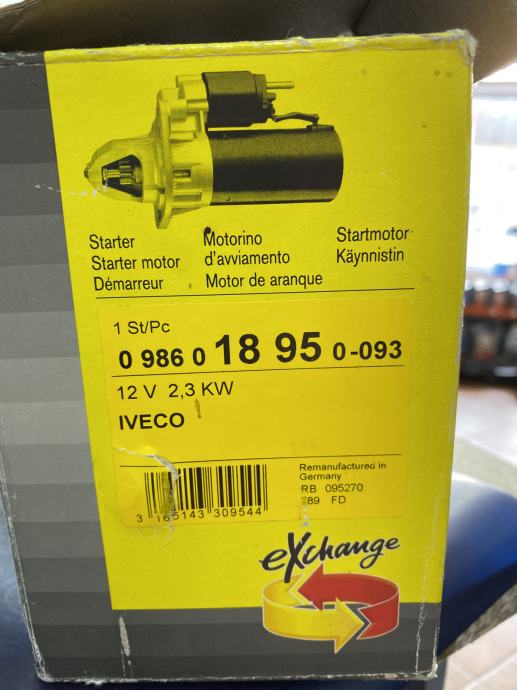 Starter
Starter motor
Démarreur
Motorino
d'avviamento
Motor de aranque
Startmotor
Käynnistin
1 St/Pc
0 986 0 18 95 0-093
12 V 2,3 KW
IVECO
Remanufactured in
Germany
RB 095270
789 FD
3 165143 309544
eXchange